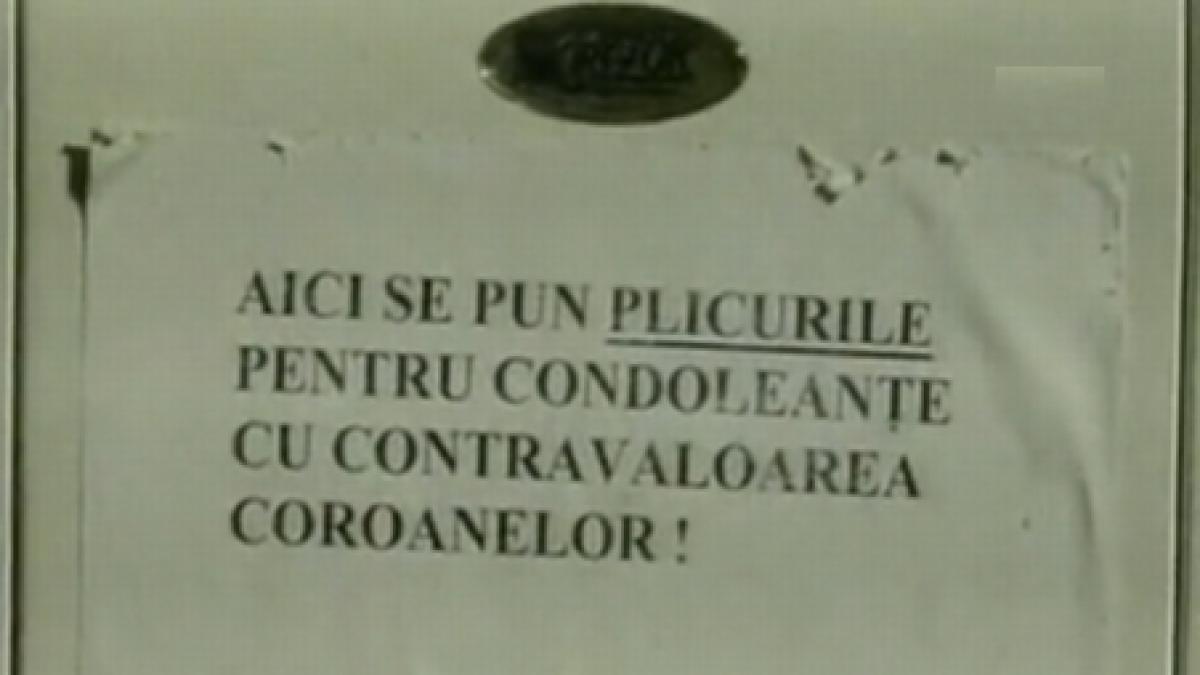 AICI SE PUN PLICURILE
PENTRU CONDOLEANȚE
CU CONTRAVALOAREA
COROANELOR !